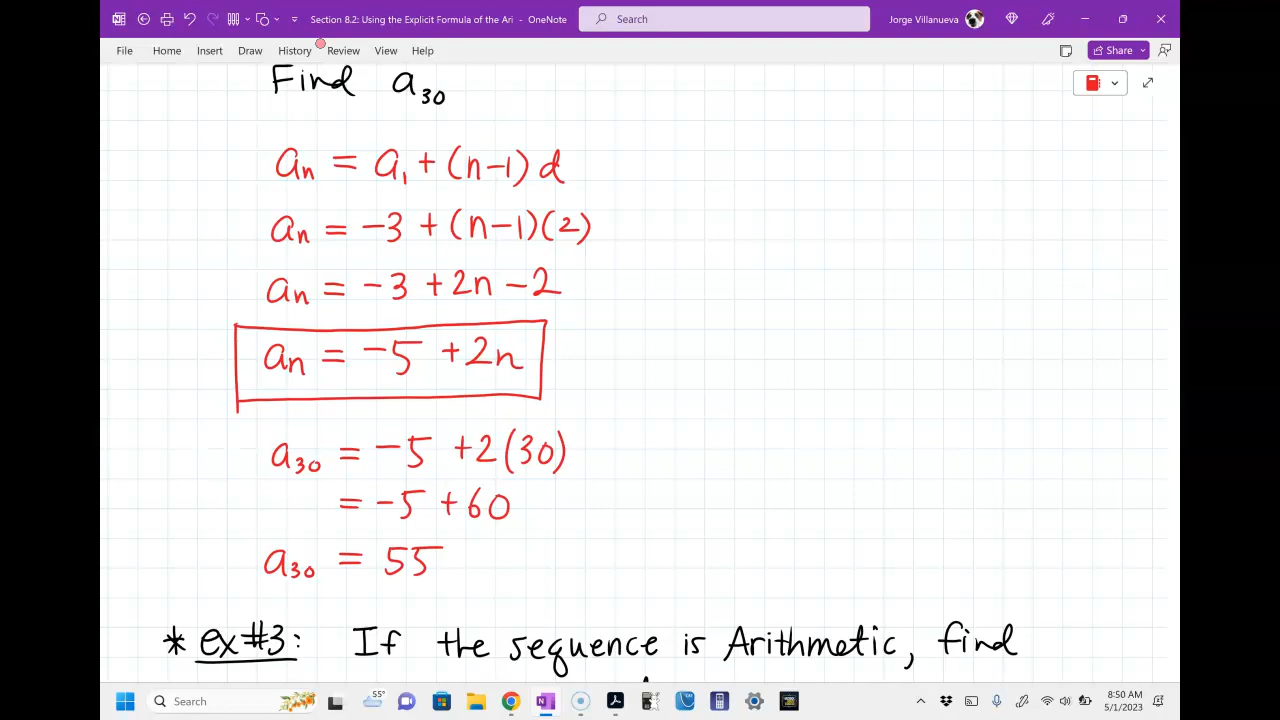 Section 8.2: Using the Explicit Formula of the Ari - OneNote
Search
Jorge Villanueva
File Home Insert Draw History Review View Help
Share
Find a₃₀
aₙ = a₁ + (n-1) d
aₙ = -3 + (n-1)(2)
aₙ = -3 + 2n - 2
aₙ = -5 + 2n
a₃₀ = -5 + 2(30)
= -5 + 60
a₃₀ = 55
* ex#3: If the sequence is Arithmetic, find
Search
55°
8:50 AM
5/1/2023